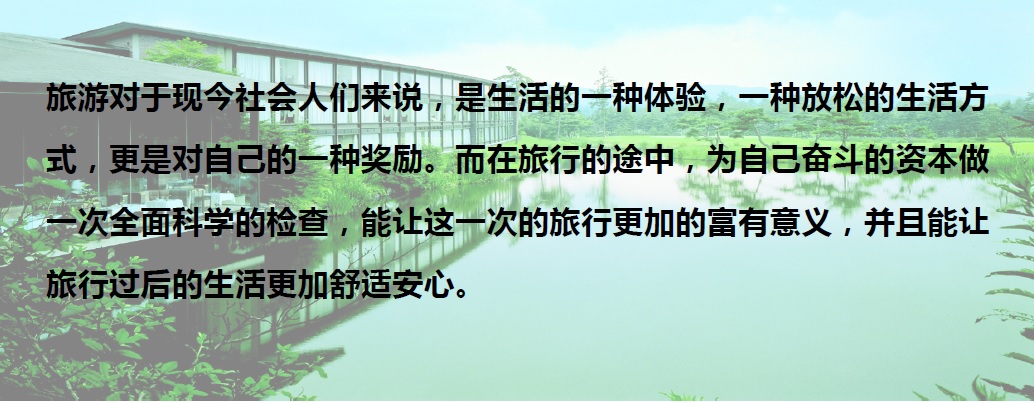 旅游对于现今社会人们来说，是生活的一种体验，一种放松的生活方
式，更是对自己的一种奖励。而在旅行的途中，为自己奋斗的资本做
一次全面科学的检查，能让这一次的旅行更加的富有意义，并且能让
旅行过后的生活更加舒适安心。